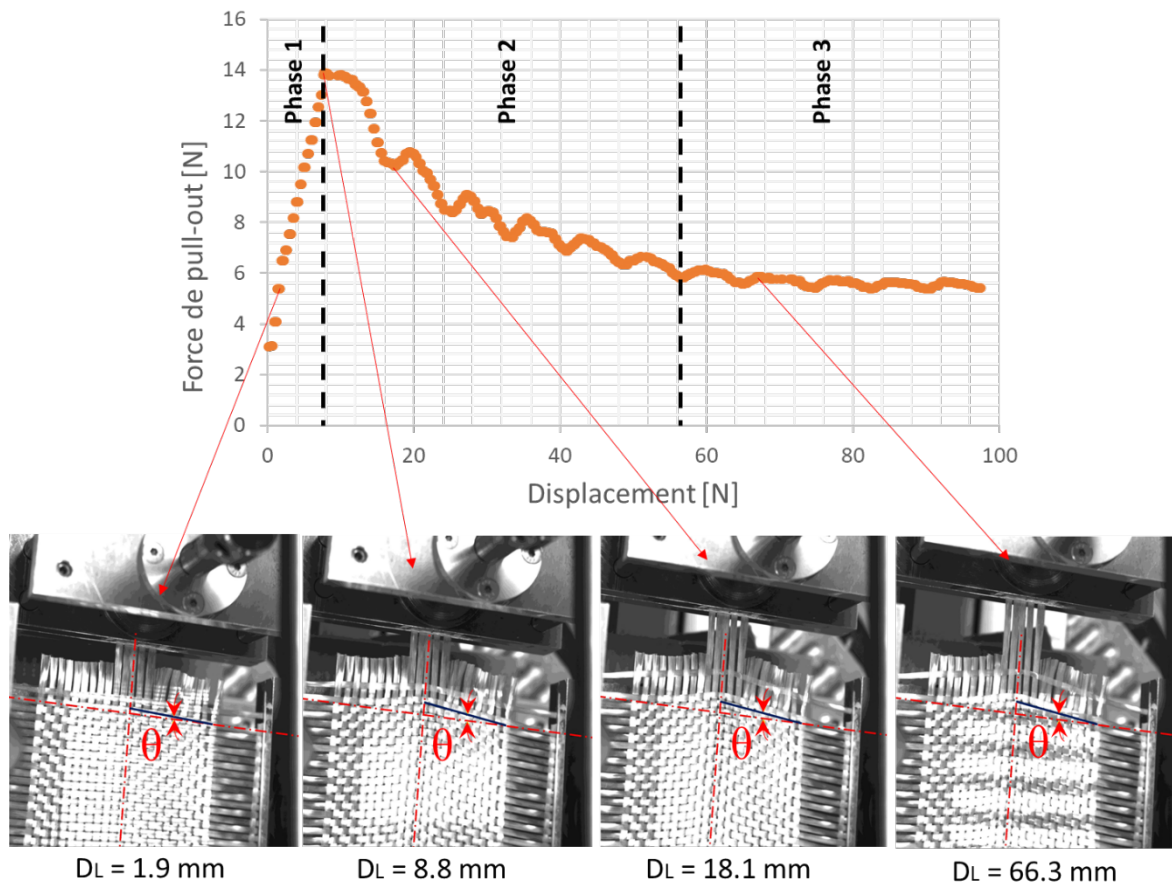 Force de pull-out [N]
16
14
12
10
8
6
4
2
0
Phase 1
Phase 2
Phase 3
0
20
40
60
80
100
Displacement [N]
θ
θ
θ
θ
DL = 1.9 mm
DL = 8.8 mm
DL = 18.1 mm
DL = 66.3 mm